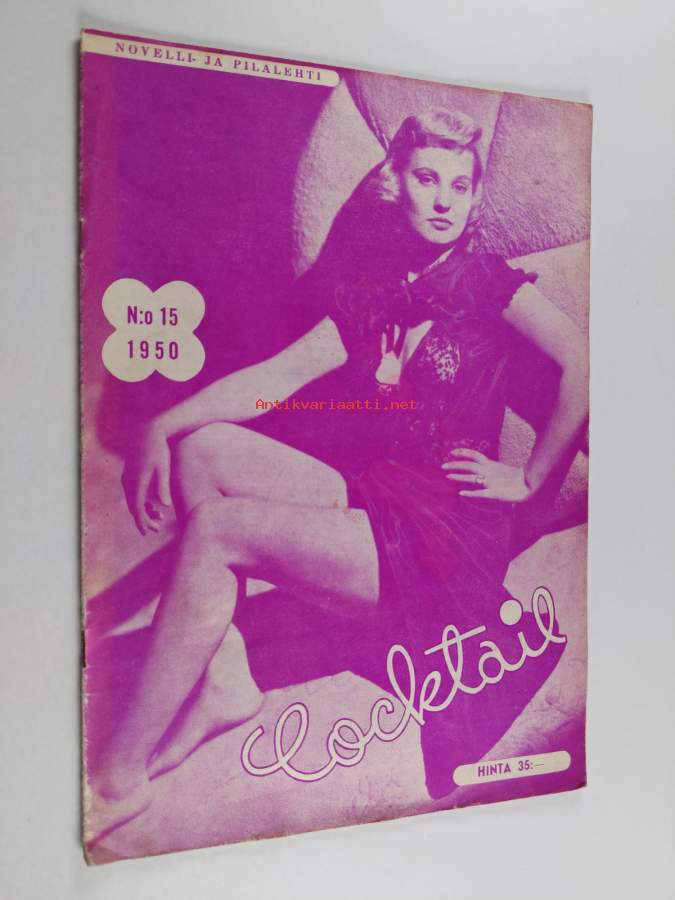 NOVELLI- JA PILALEHTI
N:o 15
1950
Antikvariaatti.net
Cocktail
HINTA 35:—